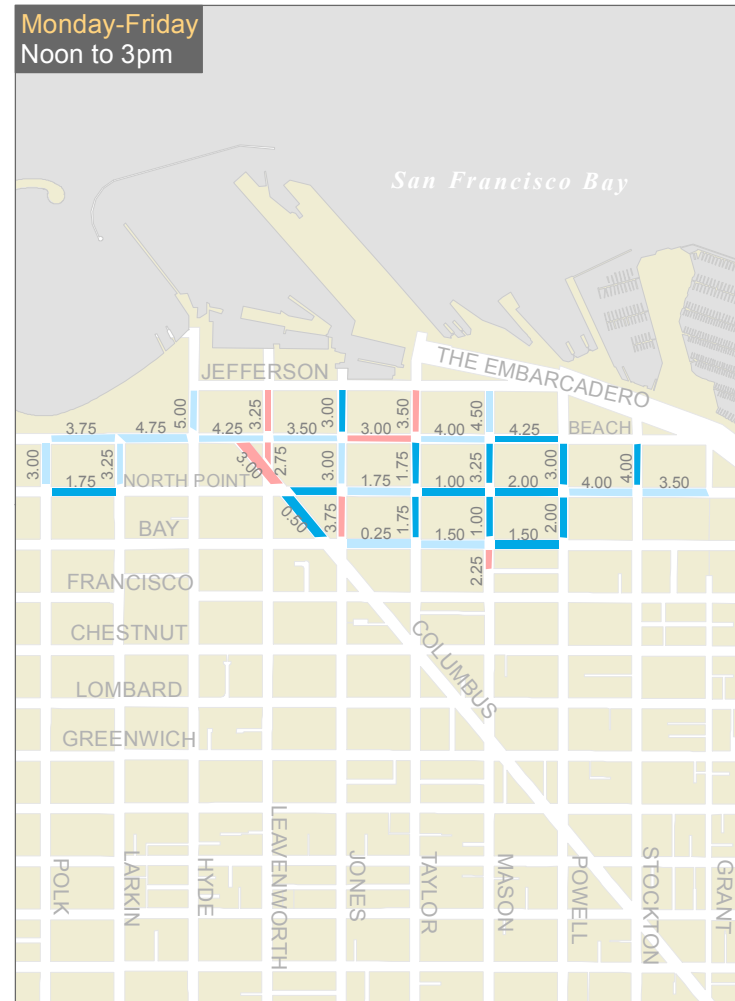 Monday-Friday
Noon to 3pm
San Francisco Bay
THE EMBARCADERO
JEFFERSON
5.00
3.25
3.00
3.50
4.50
3.75
4.75
4.25
3.50
3.00
4.00
4.25
BEACH
3.00
3.25
3.00
2.75
3.00
1.75
3.25
3.00
4.00
1.75
NORTH POINT
1.75
1.00
2.00
4.00
3.50
0.50
3.75
1.75
1.00
2.00
BAY
0.25
1.50
1.50
2.25
FRANCISCO
CHESTNUT
COLUMBUS
LOMBARD
GREENWICH
POLK
LARKIN
HYDE
LEAVENWORTH
JONES
TAYLOR
MASON
POWELL
STOCKTON
GRANT